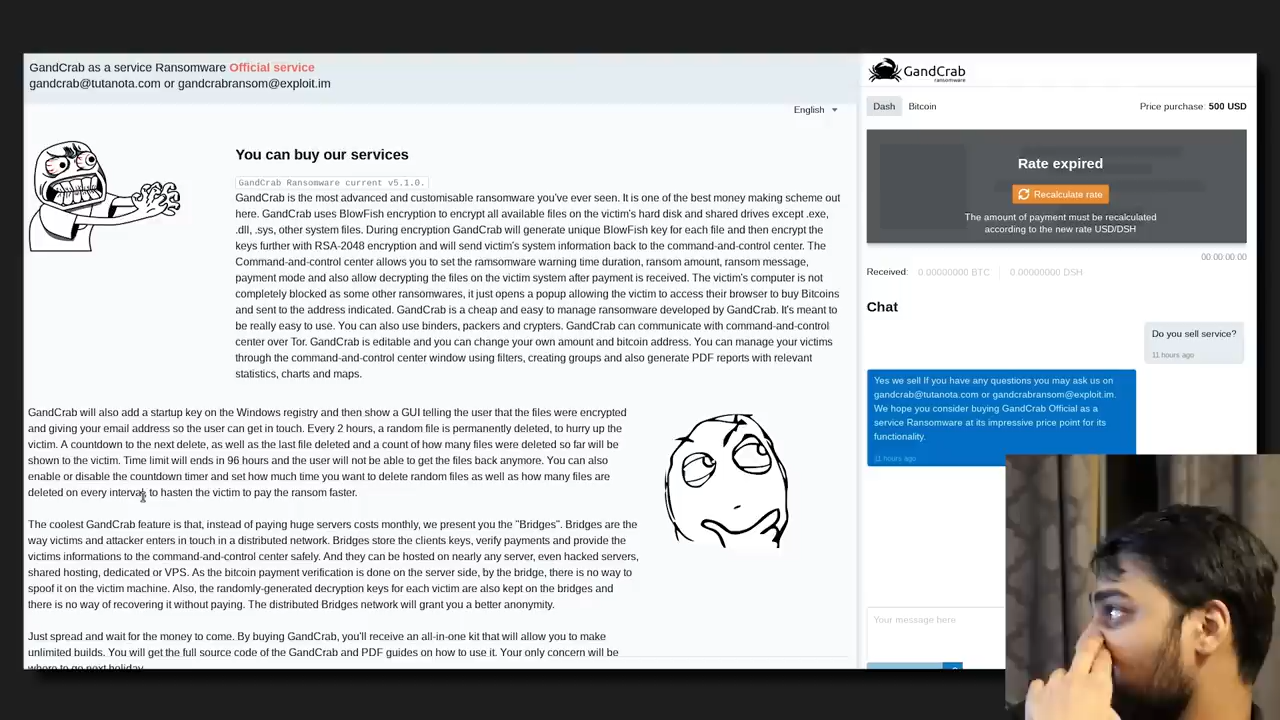 GandCrab as a service Ransomware Official service
gandcrab@tutanota.com or gandcrabransom@exploit.im
English
You can buy our services
GandCrab Ransomware current v5.1.0.
GandCrab is the most advanced and customisable ransomware you've ever seen. It is one of the best money making scheme out
here. GandCrab uses BlowFish encryption to encrypt all available files on the victim's hard disk and shared drives except .exe,
.dll, .sys, other system files. During encryption GandCrab will generate unique BlowFish key for each file and then encrypt the
keys further with RSA-2048 encryption and will send victim's system information back to the command-and-control center. The
Command-and-control center allows you to set the ransomware warning time duration, ransom amount, ransom message,
payment mode and also allow decrypting the files on the victim system after payment is received. The victim's computer is not
completely blocked as some other ransomwares, it just opens a popup allowing the victim to access their browser to buy Bitcoins
and sent to the address indicated. GandCrab is a cheap and easy to manage ransomware developed by GandCrab. It's meant to
be really easy to use. You can also use binders, packers and crypters. GandCrab can communicate with command-and-control
center over Tor. GandCrab is editable and you can change your own amount and bitcoin address. You can manage your victims
through the command-and-control center window using filters, creating groups and also generate PDF reports with relevant
statistics, charts and maps.
GandCrab will also add a startup key on the Windows registry and then show a GUI telling the user that the files were encrypted
and giving your email address so the user can get in touch. Every 2 hours, a random file is permanently deleted, to hurry up the
victim. A countdown to the next delete, as well as the last file deleted and a count of how many files were deleted so far will be
shown to the victim. Time limit will ends in 96 hours and the user will not be able to get the files back anymore. You can also
enable or disable the countdown timer and set how much time you want to delete random files as well as how many files are
deleted on every interval, to hasten the victim to pay the ransom faster.
The coolest GandCrab feature is that, instead of paying huge servers costs monthly, we present you the "Bridges". Bridges are the
way victims and attacker enters in touch in a distributed network. Bridges store the clients keys, verify payments and provide the
victims informations to the command-and-control center safely. And they can be hosted on nearly any server, even hacked servers,
shared hosting, dedicated or VPS. As the bitcoin payment verification is done on the server side, by the bridge, there is no way to
spoof it on the victim machine. Also, the randomly-generated decryption keys for each victim are also kept on the bridges and
there is no way of recovering it without paying. The distributed Bridges network will grant you a better anonymity.
Just spread and wait for the money to come. By buying GandCrab, you'll receive an all-in-one kit that will allow you to make
unlimited builds. You will get the full source code of the GandCrab and PDF guides on how to use it. Your only concern will be
where to go next holiday.
GandCrab
ransomware
Dash Bitcoin Price purchase: 500 USD
Rate expired
Recalculate rate
The amount of payment must be recalculated
according to the new rate USD/DSH
00:00:00:00
Received: 0.00000000 BTC 0.00000000 DSH
Chat
Do you sell service?
11 hours ago
Yes we sell If you have any questions you may ask us on
gandcrab@tutanota.com or gandcrabransom@exploit.im.
We hope you consider buying GandCrab Official as a
service Ransomware at its impressive price point for its
functionality.
11 hours ago
Your message here